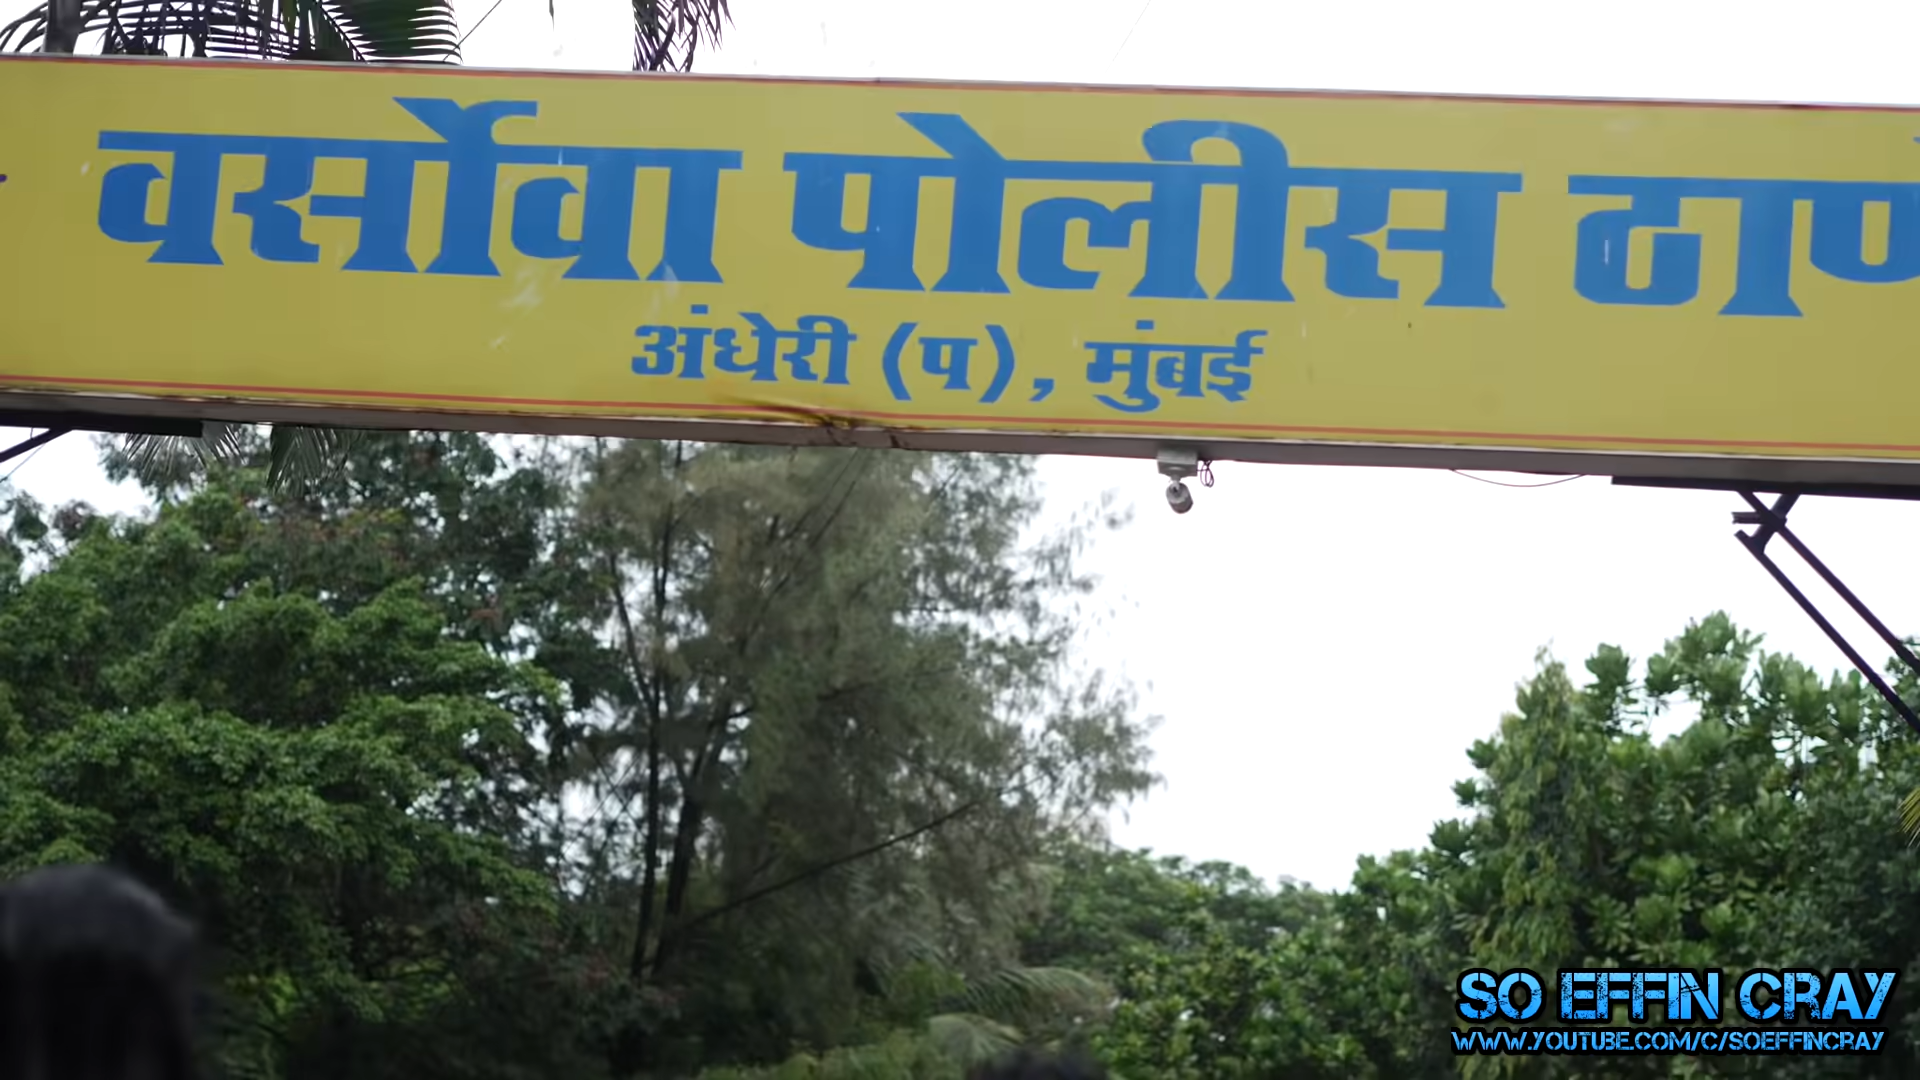 वर्सोवा पोलीस ठाण
अंधेरी (प), मुंबई
SO EFFIN CRAY
WWW.YOUTUBE.COM/C/SOEFFINCRAY